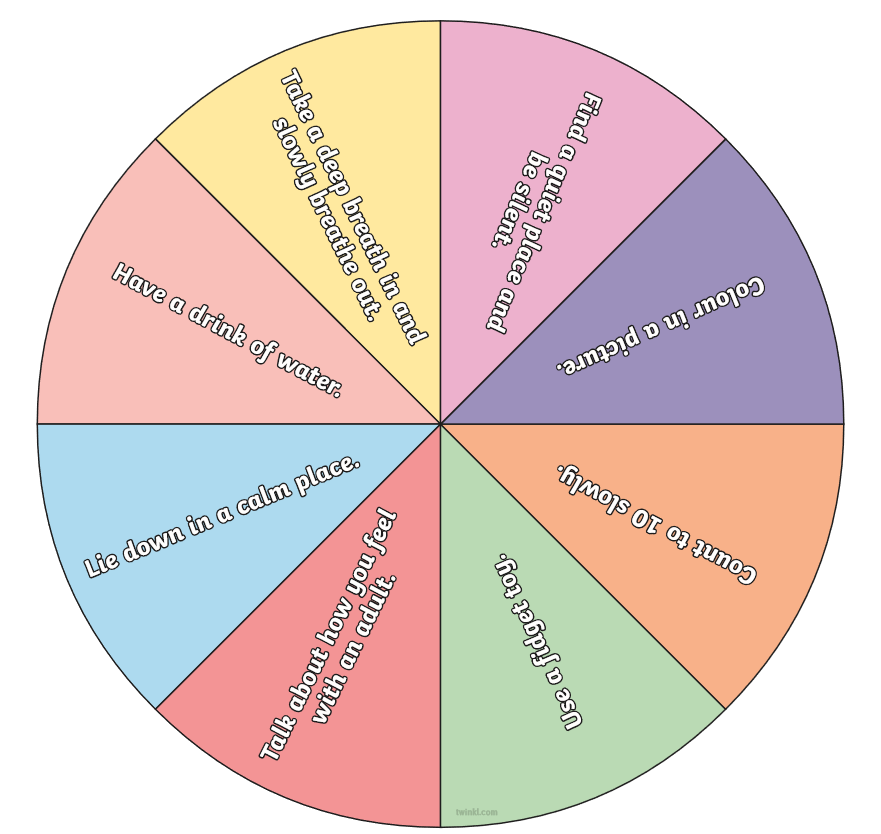 Take a deep breath in and
slowly breathe out.
Find a quiet place and
be silent.
Colour in a picture.
Count to 10 slowly.
Use a fidget toy.
Talk about how you feel
with an adult.
Lie down in a calm place.
Have a drink of water.
twinkl.com